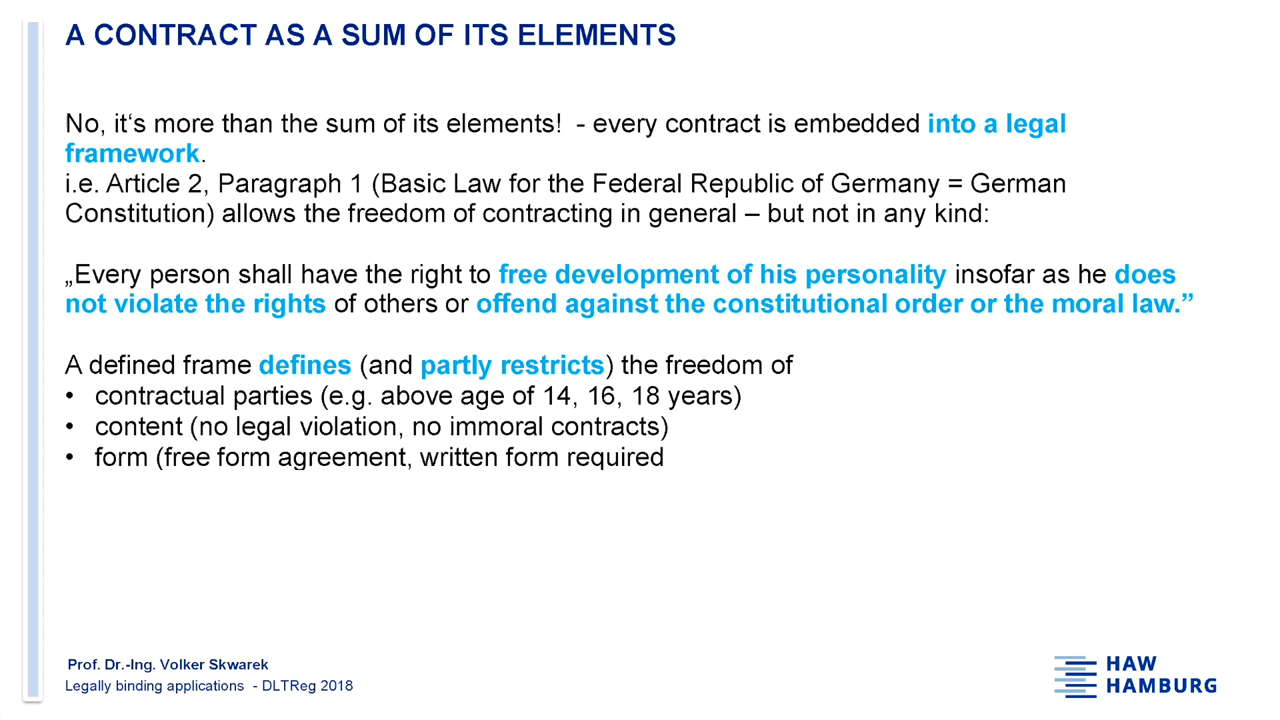 A CONTRACT AS A SUM OF ITS ELEMENTS
No, it‘s more than the sum of its elements!  - every contract is embedded into a legal
framework.
i.e. Article 2, Paragraph 1 (Basic Law for the Federal Republic of Germany = German
Constitution) allows the freedom of contracting in general – but not in any kind:
„Every person shall have the right to free development of his personality insofar as he does
not violate the rights of others or offend against the constitutional order or the moral law.”
A defined frame defines (and partly restricts) the freedom of
• contractual parties (e.g. above age of 14, 16, 18 years)
• content (no legal violation, no immoral contracts)
• form (free form agreement, written form required
Prof. Dr.-Ing. Volker Skwarek
Legally binding applications  - DLTReg 2018
HAW
HAMBURG